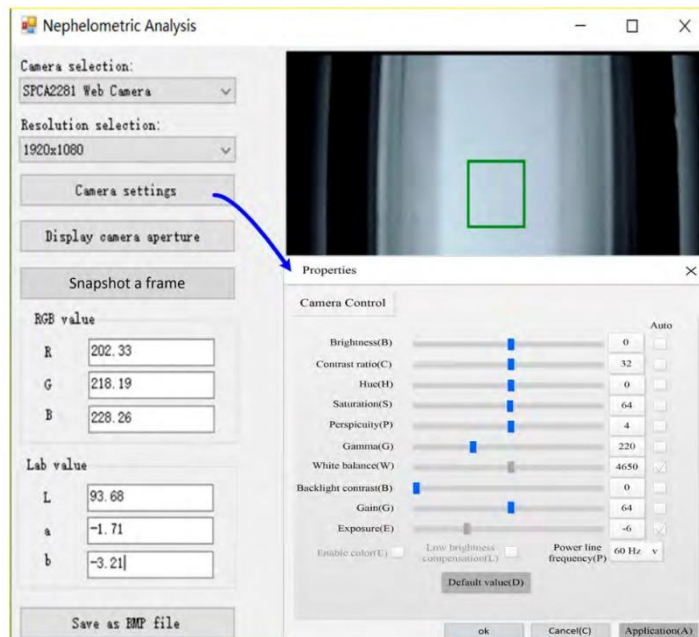 Nephelometric Analysis
Camera selection:
SPCA2281 Web Camera
Resolution selection:
1920x1080
Camera settings
Display camera aperture
Snapshot a frame
RGB value
R 202.33
G 218.19
B 228.26
Lab value
L 93.68
a -1.71
b -3.21
Save as BMP file
Properties
Camera Control
Auto
Brightness(B) 0
Contrast ratio(C) 32
Hue(H) 0
Saturation(S) 64
Perspicuity(P) 4
Gamma(G) 220
White balance(W) 4650
Backlight contrast(B) 0
Gain(G) 64
Exposure(E) -6
Enable color(U)
Low brightness
compensation(L)
Power line
frequency(P)
60 Hz
Default value(D)
ok Cancel(C) Application(A)